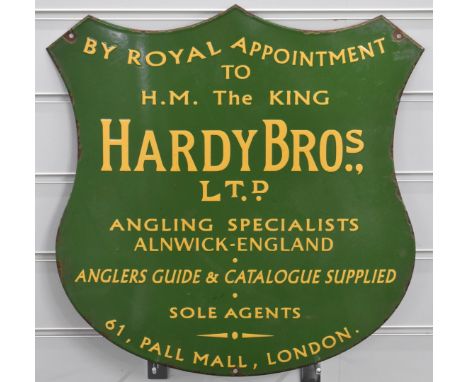 BY ROYAL APPOINTMENT
TO
H.M. The KING
HARDY BROS.,
LTD.
ANGLING SPECIALISTS
ALNWICK-ENGLAND
ANGLERS GUIDE & CATALOGUE SUPPLIED
SOLE AGENTS
61, PALL MALL, LONDON.